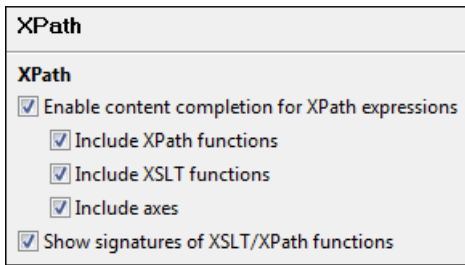 XPath
XPath
Enable content completion for XPath expressions
Include XPath functions
Include XSLT functions
Include axes
Show signatures of XSLT/XPath functions